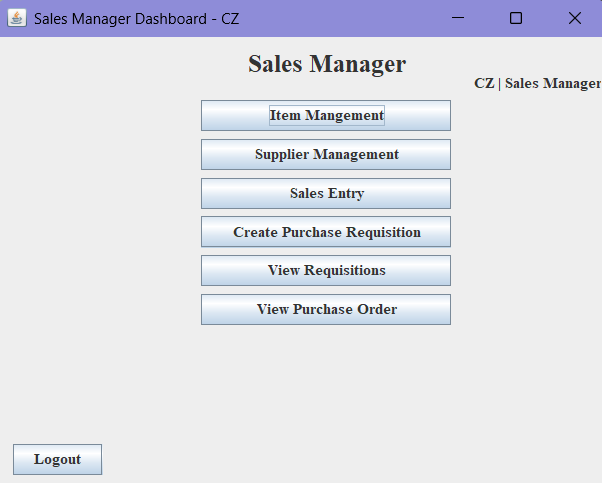 Sales Manager Dashboard - CZ
Sales Manager
CZ | Sales Manager
Item Mangement
Supplier Management
Sales Entry
Create Purchase Requisition
View Requisitions
View Purchase Order
Logout